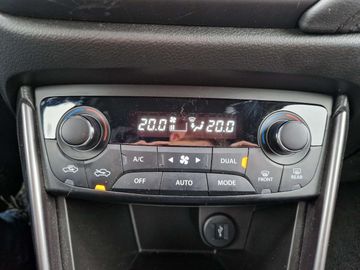 20.0 20.0
A/C DUAL
OFF AUTO MODE FRONT REAR